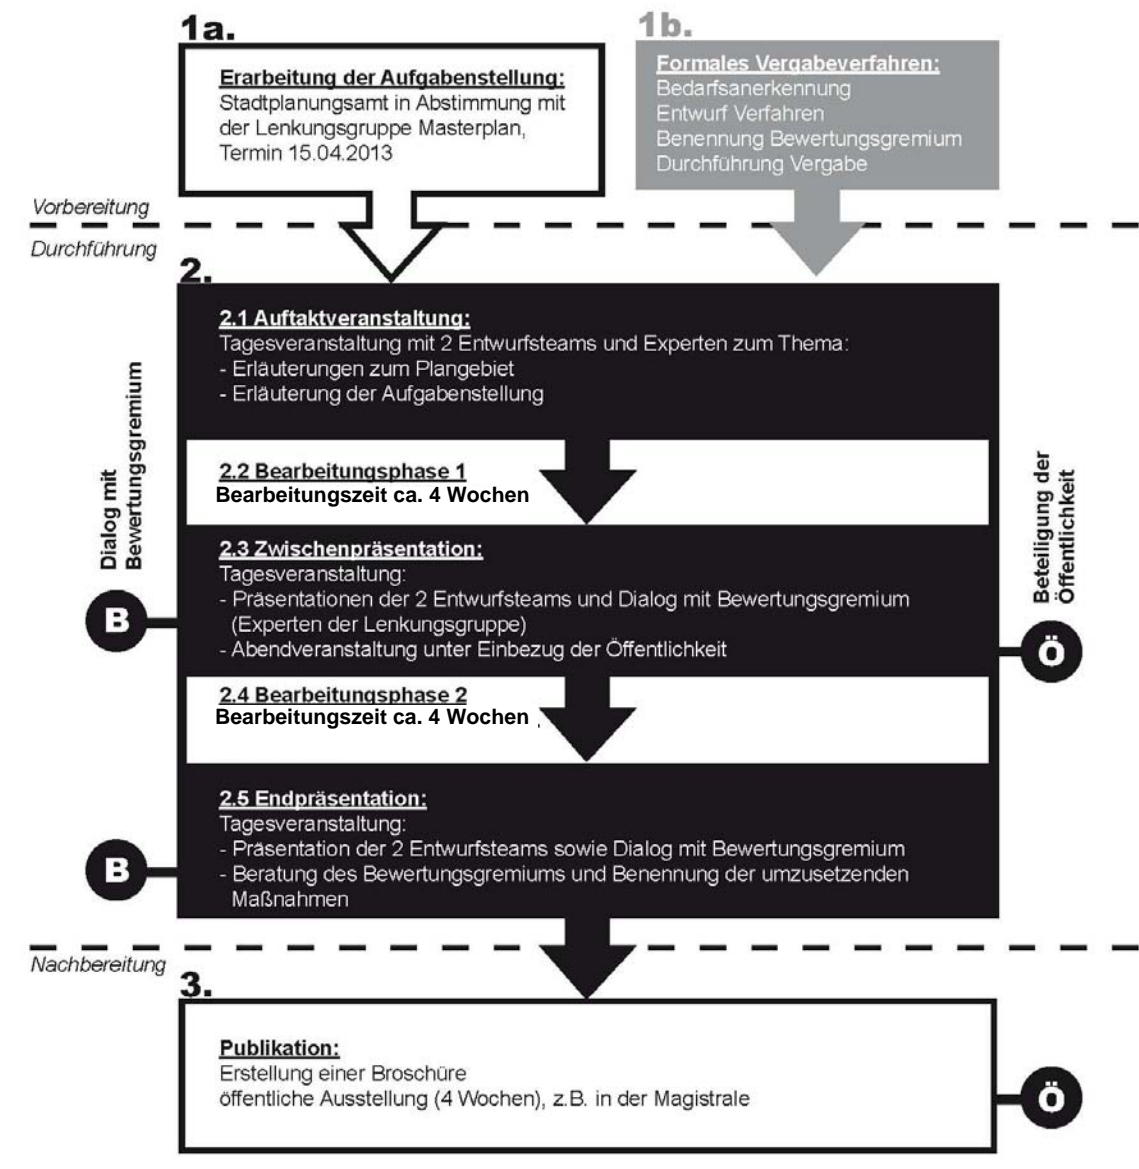 1a.
Erarbeitung der Aufgabenstellung:
Stadtplanungsamt in Abstimmung mit
der Lenkungsgruppe Masterplan,
Termin 15.04.2013
1b.
Formales Vergabeverfahren:
Bedarfsanerkennung
Entwurf Verfahren
Benennung Bewertungsgremium
Durchführung Vergabe
Vorbereitung
Durchführung
2.
2.1 Auftaktveranstaltung:
Tagesveranstaltung mit 2 Entwurfsteams und Experten zum Thema:
- Erläuterungen zum Plangebiet
- Erläuterung der Aufgabenstellung
2.2 Bearbeitungsphase 1
Bearbeitungszeit ca. 4 Wochen
Dialog mit
Bewertungsgremium
Beteiligung der
Öffentlichkeit
2.3 Zwischenpräsentation:
Tagesveranstaltung:
- Präsentationen der 2 Entwurfsteams und Dialog mit Bewertungsgremium
(Experten der Lenkungsgruppe)
- Abendveranstaltung unter Einbezug der Öffentlichkeit
B
Ö
2.4 Bearbeitungsphase 2
Bearbeitungszeit ca. 4 Wochen
2.5 Endpräsentation:
Tagesveranstaltung:
- Präsentation der 2 Entwurfsteams sowie Dialog mit Bewertungsgremium
- Beratung des Bewertungsgremiums und Benennung der umzusetzenden
Maßnahmen
B
Nachbereitung
3.
Publikation:
Erstellung einer Broschüre
öffentliche Ausstellung (4 Wochen), z.B. in der Magistrale
Ö